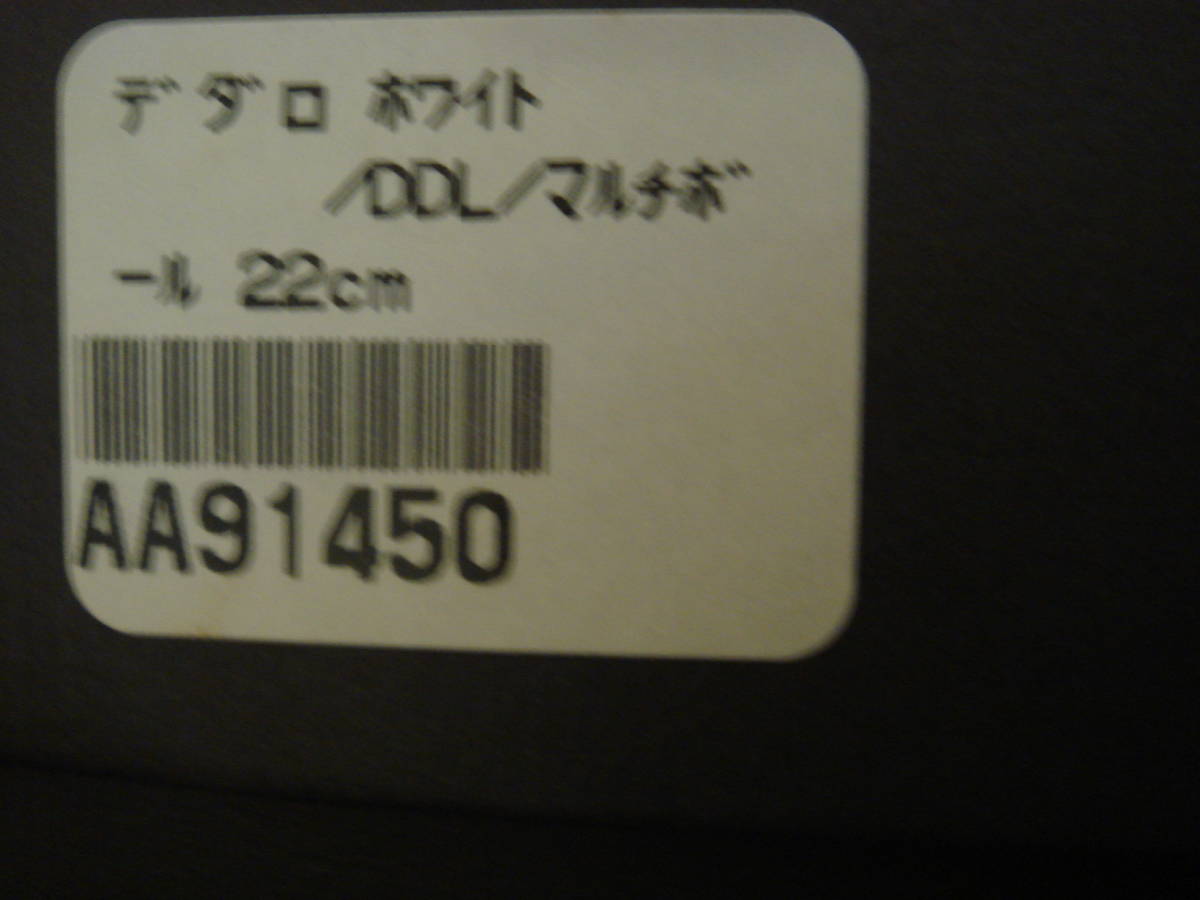 デダロ ホワイト
/DDL/マルチボ
ール 22cm
AA91450